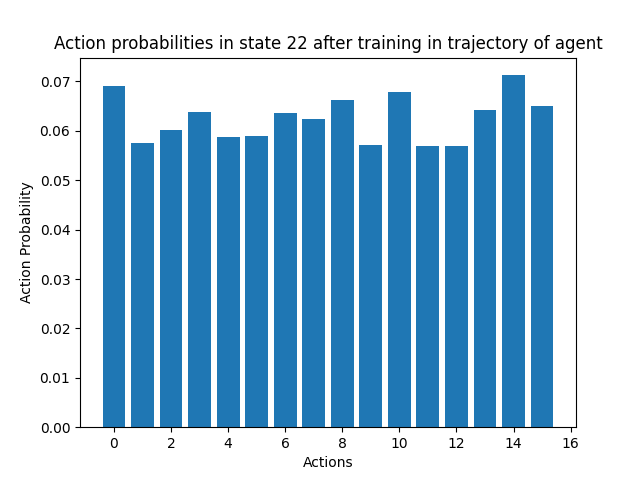 Action probabilities in state 22 after training in trajectory of agent
0.07
0.06
0.05
0.04
0.03
0.02
0.01
0.00
Action Probability
0 2 4 6 8 10 12 14 16
Actions